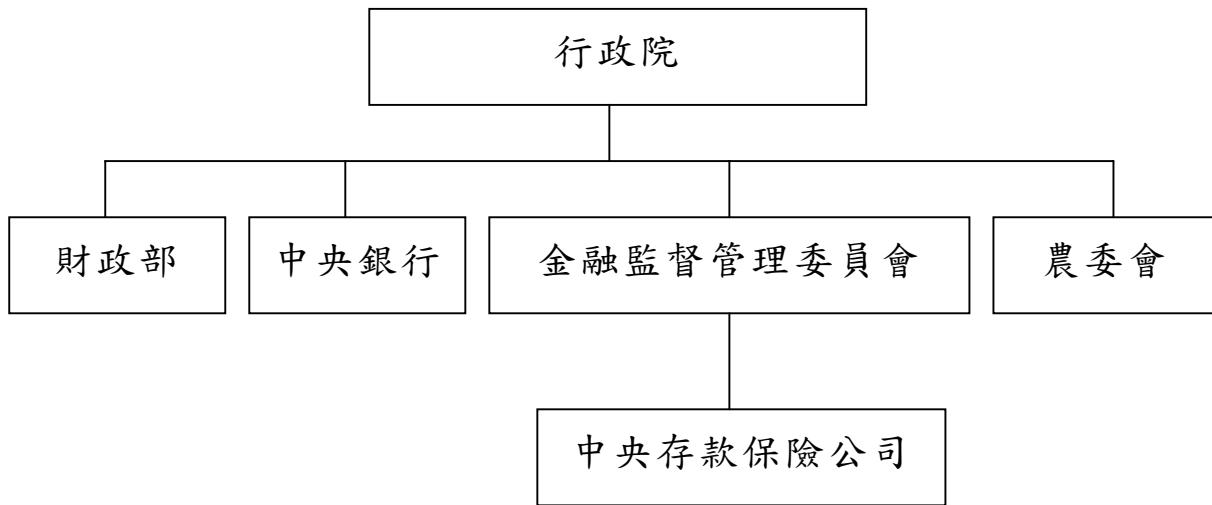 行政院
財政部
中央銀行
金融監督管理委員會
農委會
中央存款保險公司